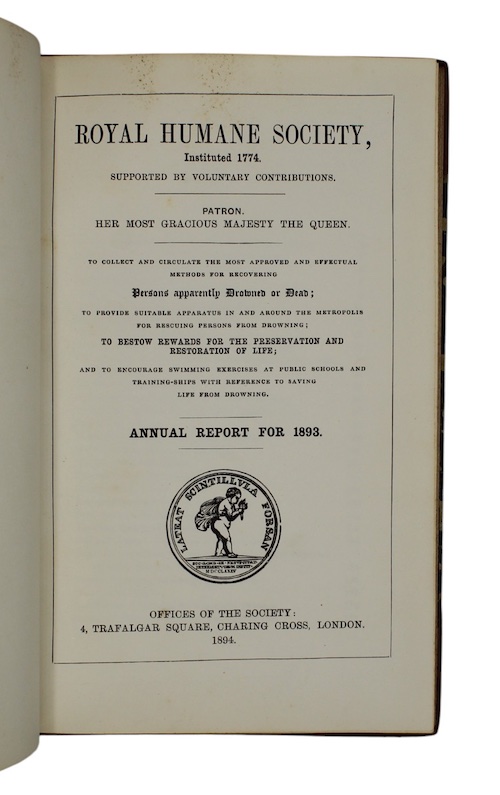 ROYAL HUMANE SOCIETY,
Instituted 1774.
SUPPORTED BY VOLUNTARY CONTRIBUTIONS.
PATRON.
HER MOST GRACIOUS MAJESTY THE QUEEN.
TO COLLECT AND CIRCULATE THE MOST APPROVED AND EFFECTUAL
METHODS FOR RECOVERING
Persons apparently Drowned or Dead;
TO PROVIDE SUITABLE APPARATUS IN AND AROUND THE METROPOLIS
FOR RESCUING PERSONS FROM DROWNING;
TO BESTOW REWARDS FOR THE PRESERVATION AND
RESTORATION OF LIFE;
AND TO ENCOURAGE SWIMMING EXERCISES AT PUBLIC SCHOOLS AND
TRAINING-SHIPS WITH REFERENCE TO SAVING
LIFE FROM DROWNING.
ANNUAL REPORT FOR 1893.
LATEAT SCINTILLVLA FORSAN
OFFICES OF THE SOCIETY:
4, TRAFALGAR SQUARE, CHARING CROSS, LONDON.
1894.